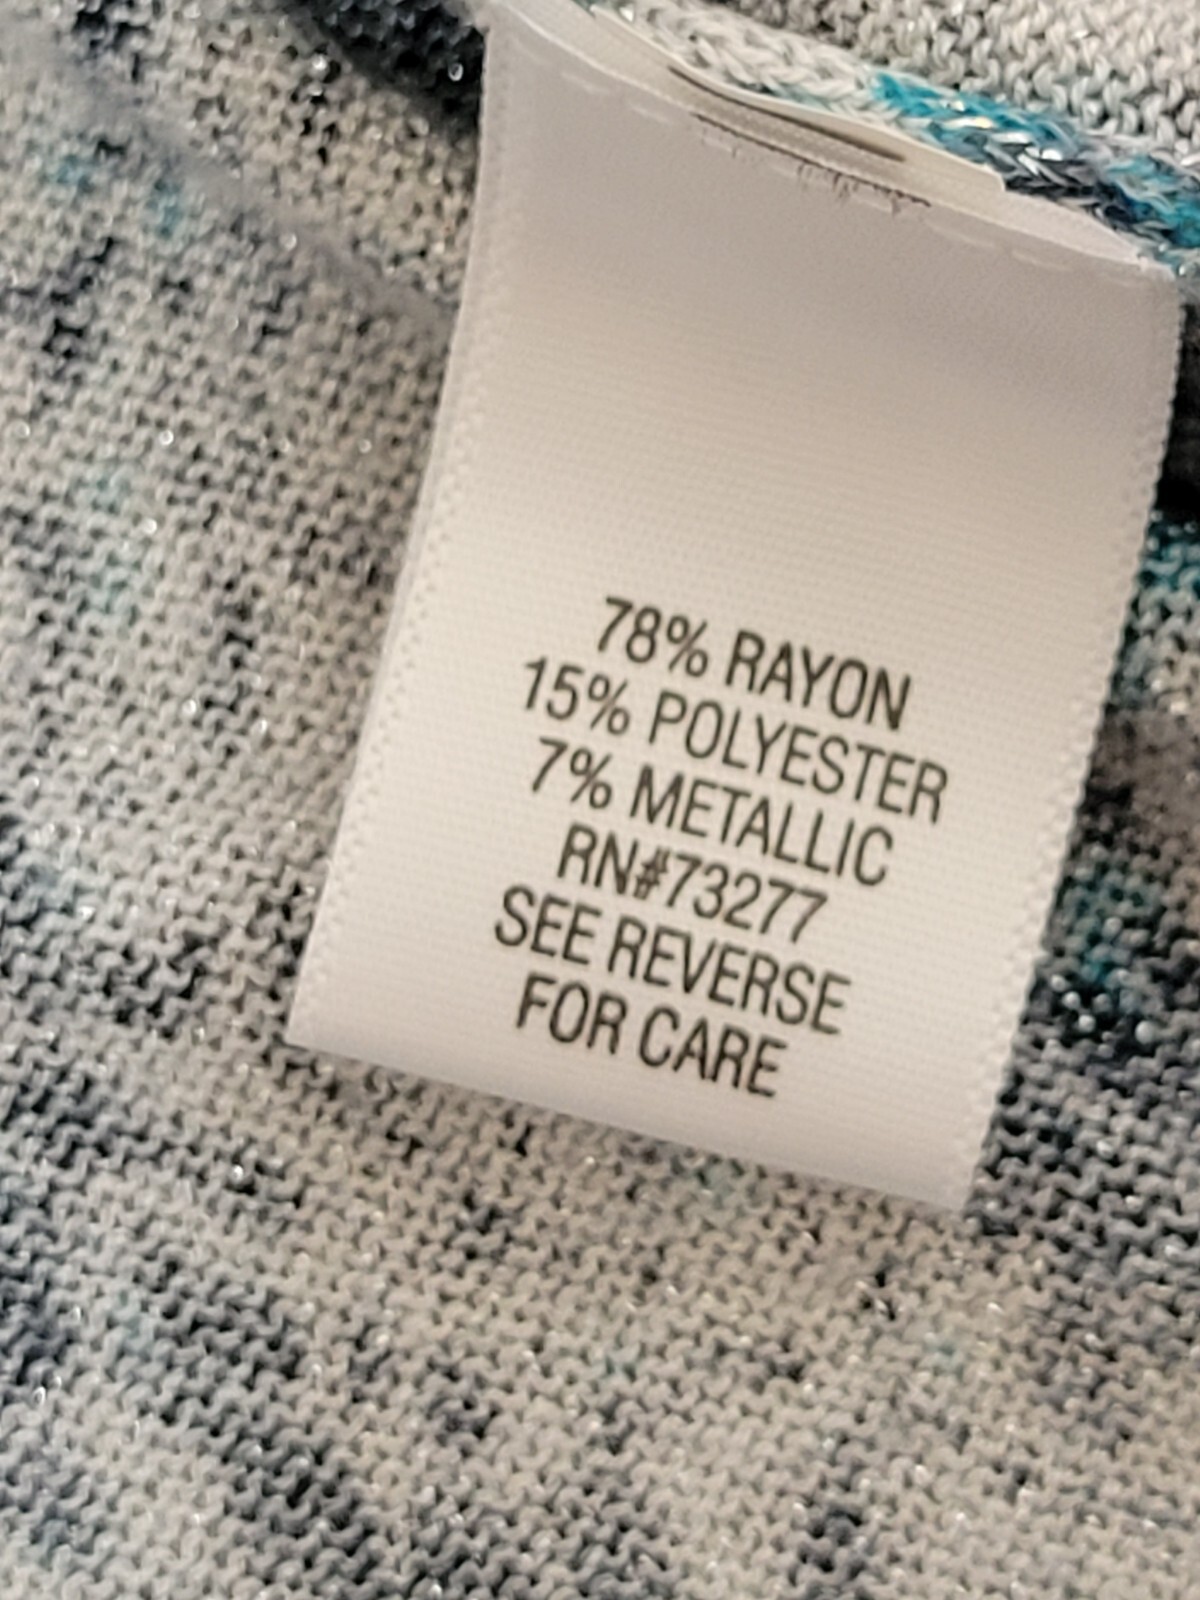 78% RAYON
15% POLYESTER
7% METALLIC
RN#73277
SEE REVERSE
FOR CARE